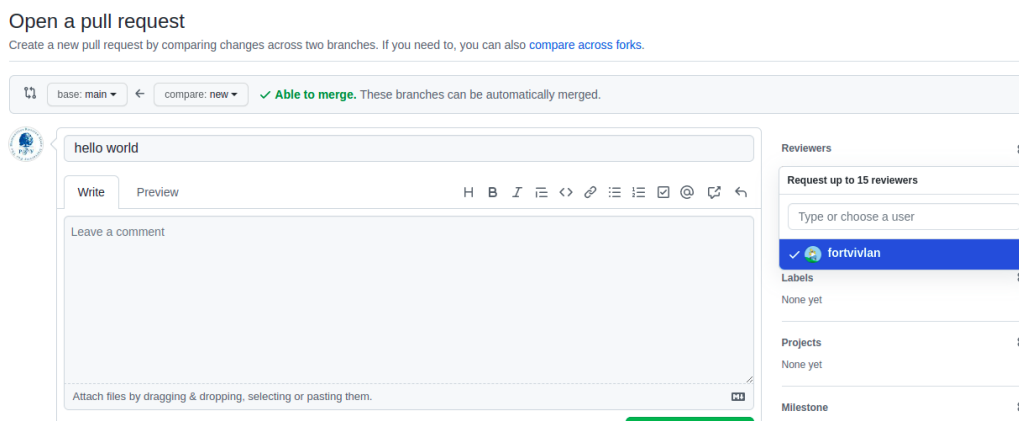 Open a pull request
Create a new pull request by comparing changes across two branches. If you need to, you can also compare across forks.
base: main
compare: new
Able to merge. These branches can be automatically merged.
hello world
Write
Preview
Leave a comment
Attach files by dragging & dropping, selecting or pasting them.
Reviewers
Request up to 15 reviewers
Type or choose a user
fortvivlan
Labels
None yet
Projects
None yet
Milestone